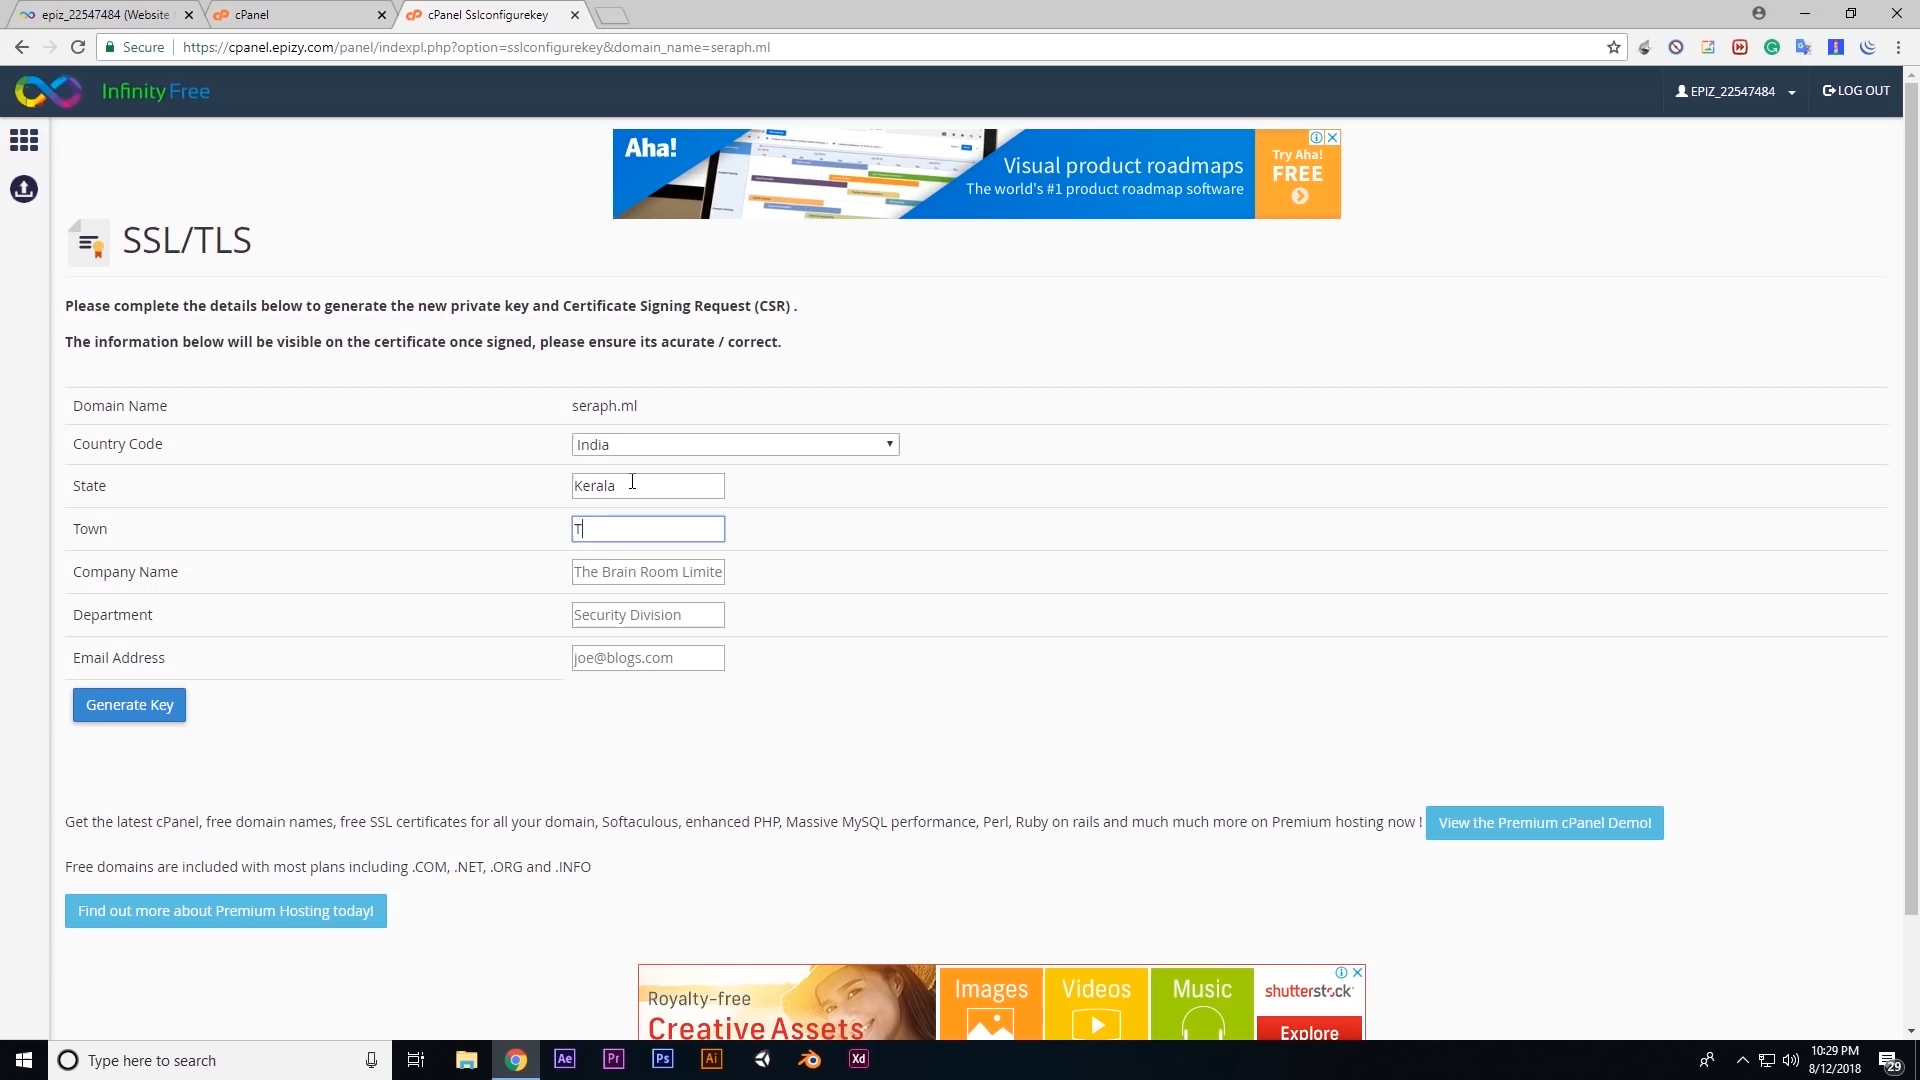 epiz_22547484 (Website
cPanel
cPanel Sslconfigurekey
Secure
https://cpanel.epizy.com/panel/indexpl.php?option=sslconfigurekey&domain_name=seraph.ml
InfinityFree
EPIZ_22547484
LOG OUT
Aha!
Visual product roadmaps
The world's #1 product roadmap software
Try Aha!
FREE
SSL/TLS
Please complete the details below to generate the new private key and Certificate Signing Request (CSR) .
The information below will be visible on the certificate once signed, please ensure its acurate / correct.
Domain Name
seraph.ml
Country Code
India
State
Kerala
Town
T
Company Name
The Brain Room Limite
Department
Security Division
Email Address
joe@blogs.com
Generate Key
Get the latest cPanel, free domain names, free SSL certificates for all your domain, Softaculous, enhanced PHP, Massive MySQL performance, Perl, Ruby on rails and much much more on Premium hosting now !
View the Premium cPanel Demo!
Free domains are included with most plans including .COM, .NET, .ORG and .INFO
Find out more about Premium Hosting today!
Royalty-free
Creative Assets
Images
Videos
Music
shutterstock
Explore
Type here to search
Ae
Pr
Ps
Ai
Xd
10:29 PM
8/12/2018
29